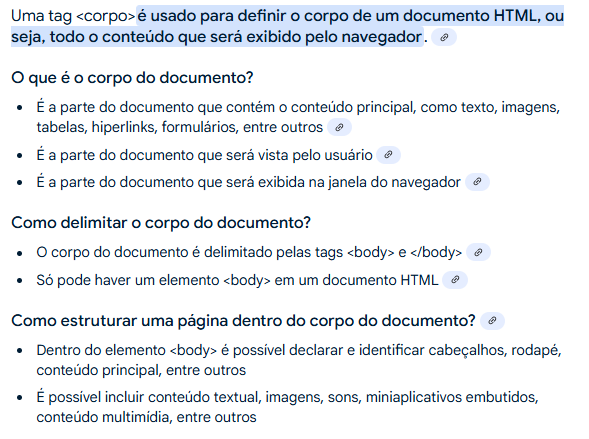 Uma tag <corpo> é usado para definir o corpo de um documento HTML, ou
seja, todo o conteúdo que será exibido pelo navegador.
O que é o corpo do documento?
• É a parte do documento que contém o conteúdo principal, como texto, imagens,
tabelas, hiperlinks, formulários, entre outros
• É a parte do documento que será vista pelo usuário
• É a parte do documento que será exibida na janela do navegador
Como delimitar o corpo do documento?
• O corpo do documento é delimitado pelas tags <body> e </body>
• Só pode haver um elemento <body> em um documento HTML
Como estruturar uma página dentro do corpo do documento?
• Dentro do elemento <body> é possível declarar e identificar cabeçalhos, rodapé,
conteúdo principal, entre outros
• É possível incluir conteúdo textual, imagens, sons, miniaplicativos embutidos,
conteúdo multimídia, entre outros